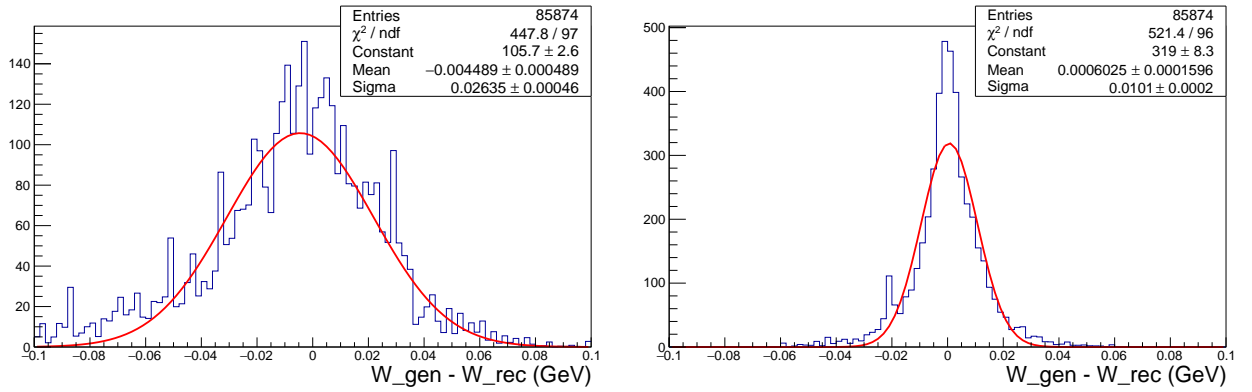 Entries 85874
χ² / ndf 447.8 / 97
Constant 105.7 ± 2.6
Mean −0.004489 ± 0.000489
Sigma 0.02635 ± 0.00046
140
120
100
80
60
40
20
0
−0.1 −0.08 −0.06 −0.04 −0.02 0 0.02 0.04 0.06 0.08 0.1
W_gen - W_rec (GeV)
Entries 85874
χ² / ndf 521.4 / 96
Constant 319 ± 8.3
Mean 0.0006025 ± 0.0001596
Sigma 0.0101 ± 0.0002
500
400
300
200
100
0
−0.1 −0.08 −0.06 −0.04 −0.02 0 0.02 0.04 0.06 0.08 0.1
W_gen - W_rec (GeV)